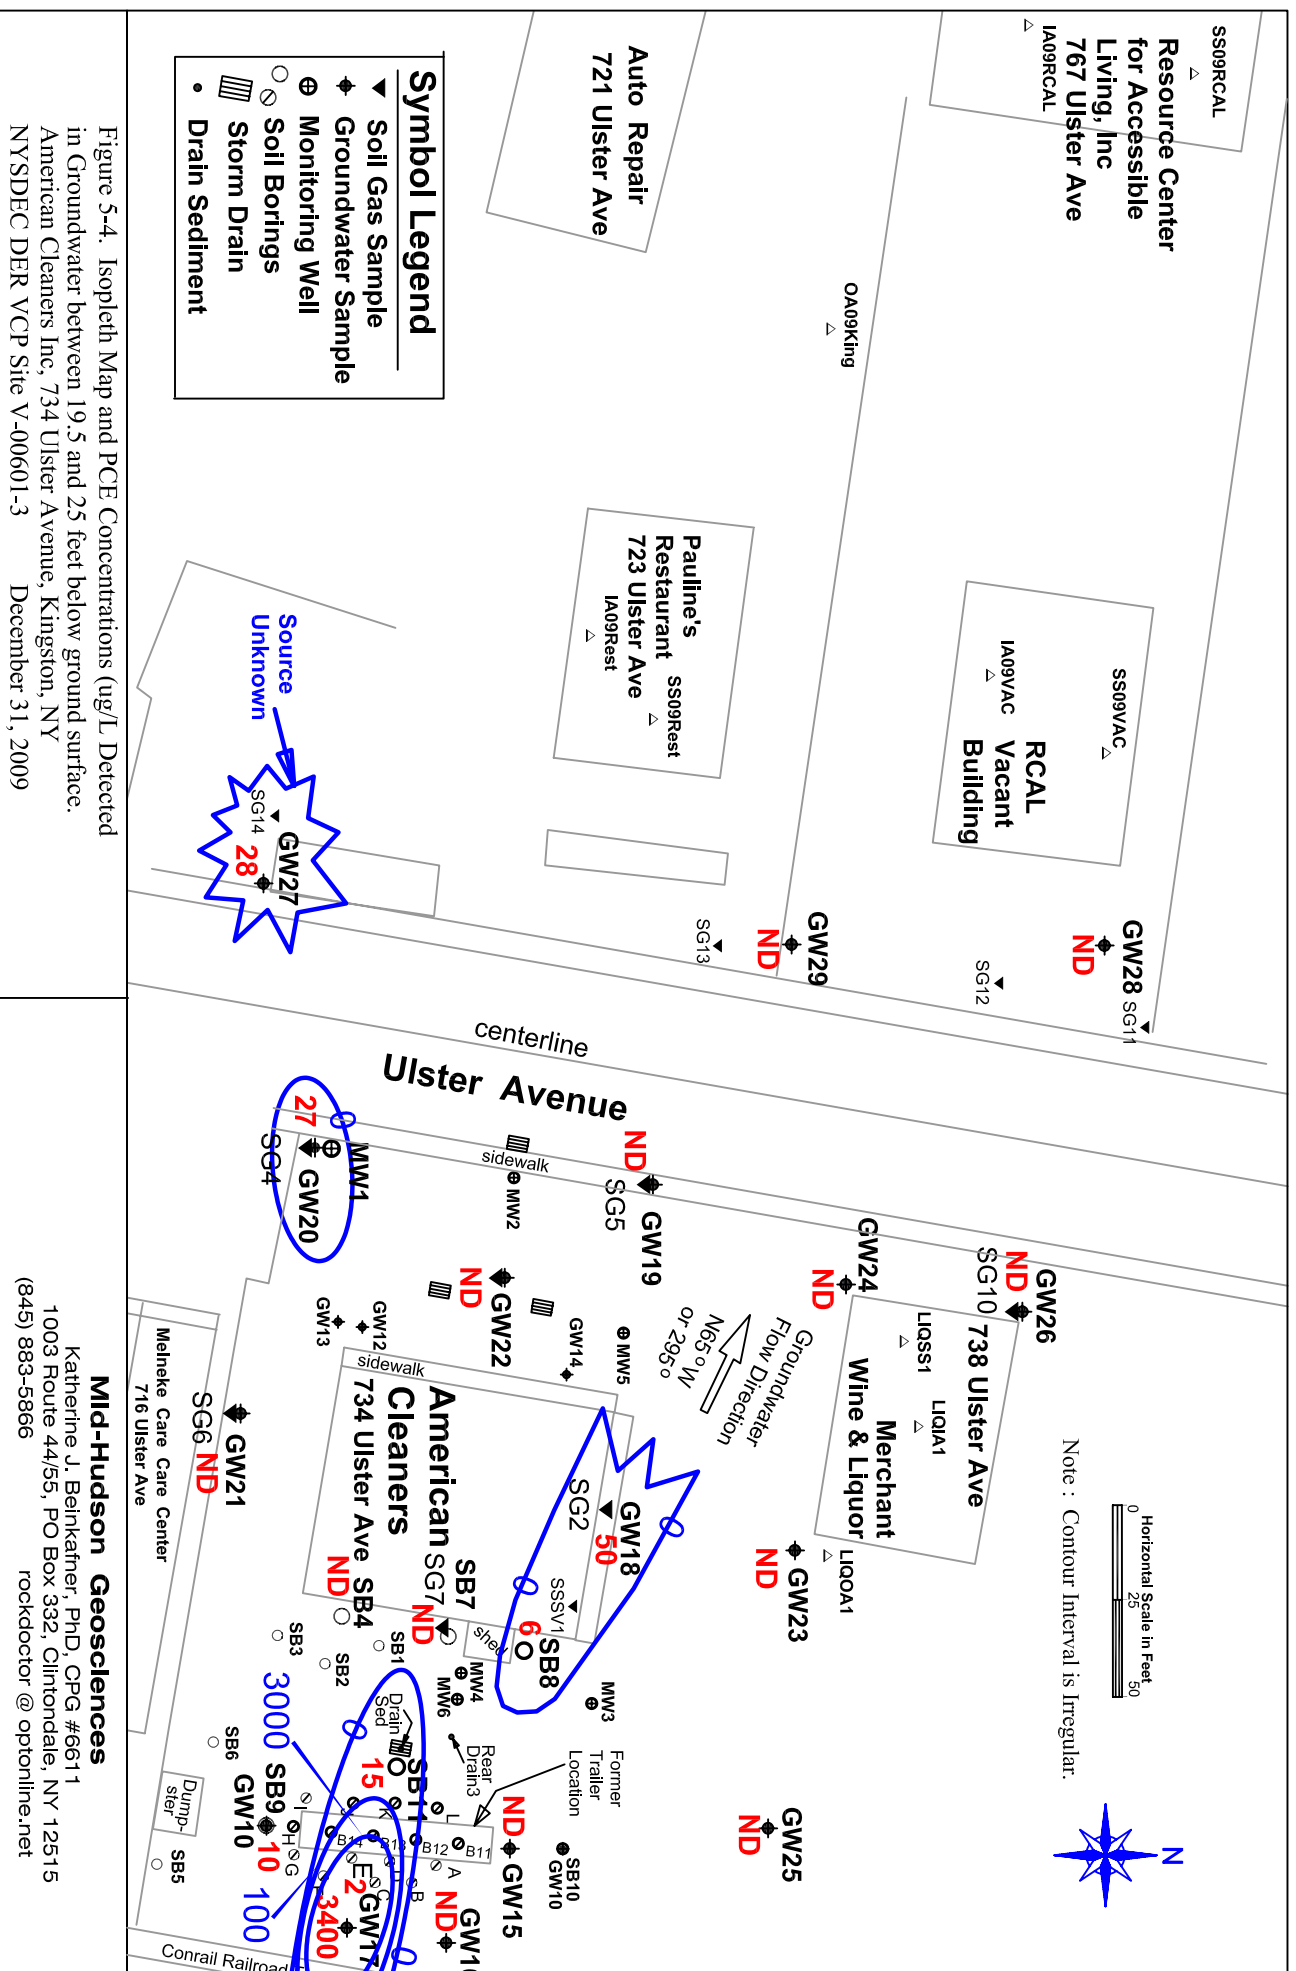 SS09RCAL
Resource Center
for Accessible
Living, Inc
767 Ulster Ave
IA09RCAL
Auto Repair
721 Ulster Ave
Symbol Legend
Soil Gas Sample
Groundwater Sample
Monitoring Well
Soil Borings
Storm Drain
Drain Sediment
Figure 5-4. Isopleth Map and PCE Concentrations (ug/L Detected
in Groundwater between 19.5 and 25 feet below ground surface.
American Cleaners Inc, 734 Ulster Avenue, Kingston, NY
NYSDEC DER VCP Site V-00601-3 December 31, 2009
OA09King
Pauline's
Restaurant
723 Ulster Ave
SS09Rest
IA09Rest
SS09VAC
IA09VAC
RCAL
Vacant
Building
Source
Unknown
SG14
GW27
28
GW28
ND
SG11
SG12
GW29
ND
SG13
centerline
Ulster Avenue
0
27
MW1
GW20
SG4
sidewalk
MW2
ND
SG5
GW19
GW24
ND
GW26
ND
SG10
738 Ulster Ave
LIQSS1
LIQIA1
Merchant
Wine & Liquor
LIQOA1
Groundwater
Flow Direction
N65°W
or 295°
Note : Contour Interval is Irregular.
Horizontal Scale in Feet
0 25 50
N
GW22
ND
GW12
GW13
GW14
MW5
sidewalk
American
Cleaners
734 Ulster Ave
SB4
ND
SB7
SG7
ND
shed
GW18
50
SG2
SSSV1
0
0
SB8
6
GW23
ND
GW25
ND
MW3
MW4
MW6
SG6
ND
GW21
Meineke Care Care Center
716 Ulster Ave
SB1
SB2
SB3
SB6
SB5
Dump-
ster
SB9
GW10
10
3000
100
0
Drain
Sed
Rear
Drain3
SB11
15
Former
Trailer
Location
ND
GW15
SB10
GW10
L
K
J
I
H
G
B11
B12
B13
B14
A
B
C
E
F
2
GW17
3400
ND
0
Conrail Railroad
Mid-Hudson Geosciences
Katherine J. Beinkafner, PhD, CPG #6611
1003 Route 44/55, PO Box 332, Clintondale, NY 12515
(845) 883-5866 rockdoctor @ optonline.net